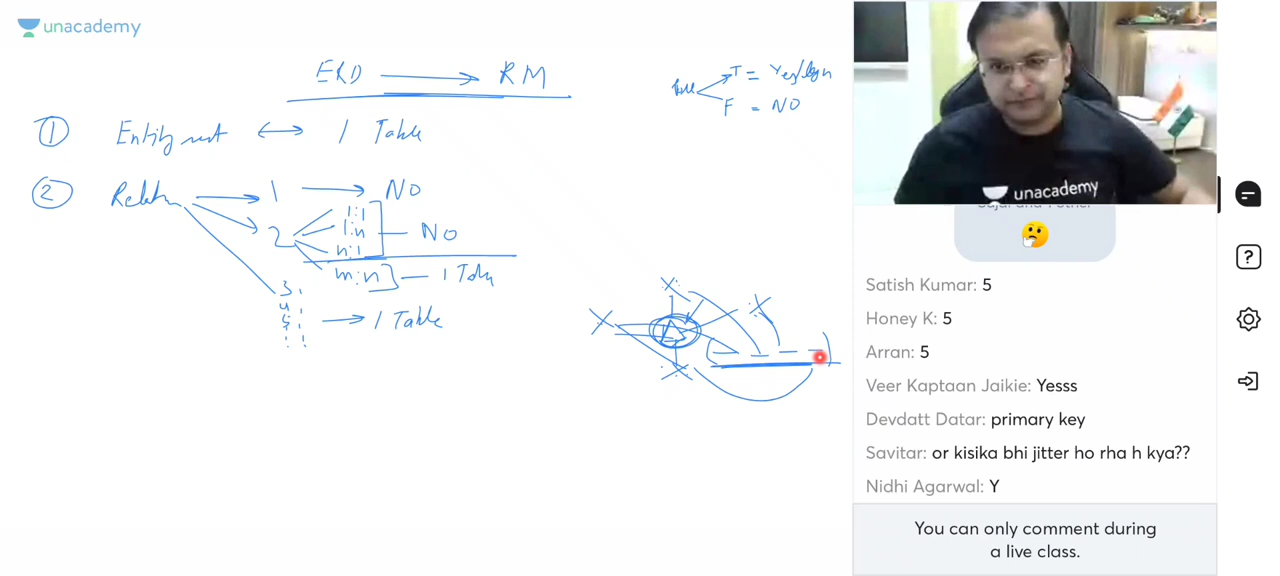 unacademy
ERD → RM
① Entity set ↔ 1 Table
T = Yes
F = NO
② Relation → 1 → NO
→ 2
1:1
1:n
n:1
NO
m:n — 1 Table
3
4
5
→ 1 Table
unacademy
🤔
Satish Kumar: 5
Honey K: 5
Arran: 5
Veer Kaptaan Jaikie: Yesss
Devdatt Datar: primary key
Savitar: or kisika bhi jitter ho rha h kya??
Nidhi Agarwal: Y
You can only comment during
a live class.